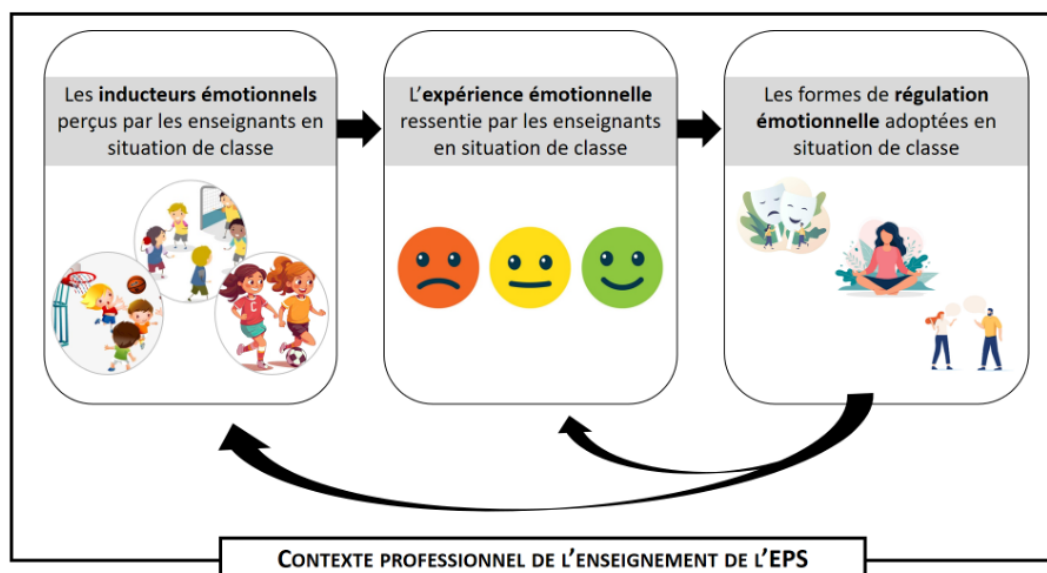 Les inducteurs émotionnels
perçus par les enseignants en
situation de classe
L'expérience émotionnelle
ressentie par les enseignants
en situation de classe
Les formes de régulation
émotionnelle adoptées en
situation de classe
C
CONTEXTE PROFESSIONNEL DE L'ENSEIGNEMENT DE L'EPS